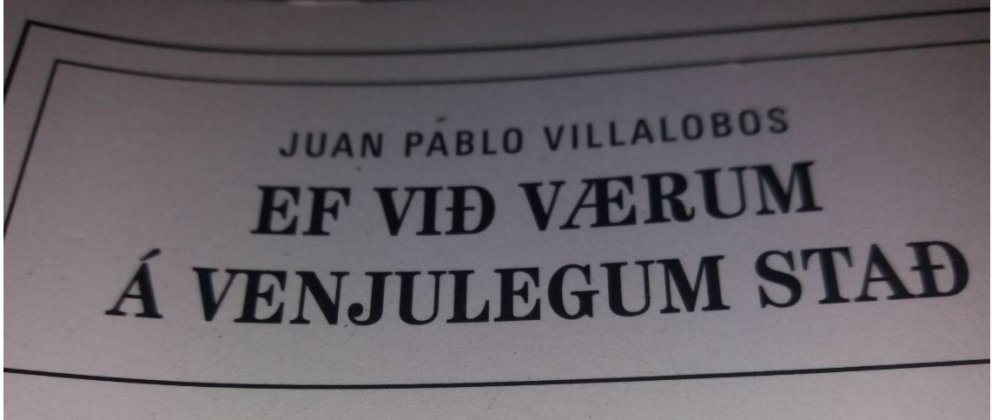 JUAN PABLO VILLALOBOS
EF VIÐ VÆRUM
Á VENJULEGUM STAÐ